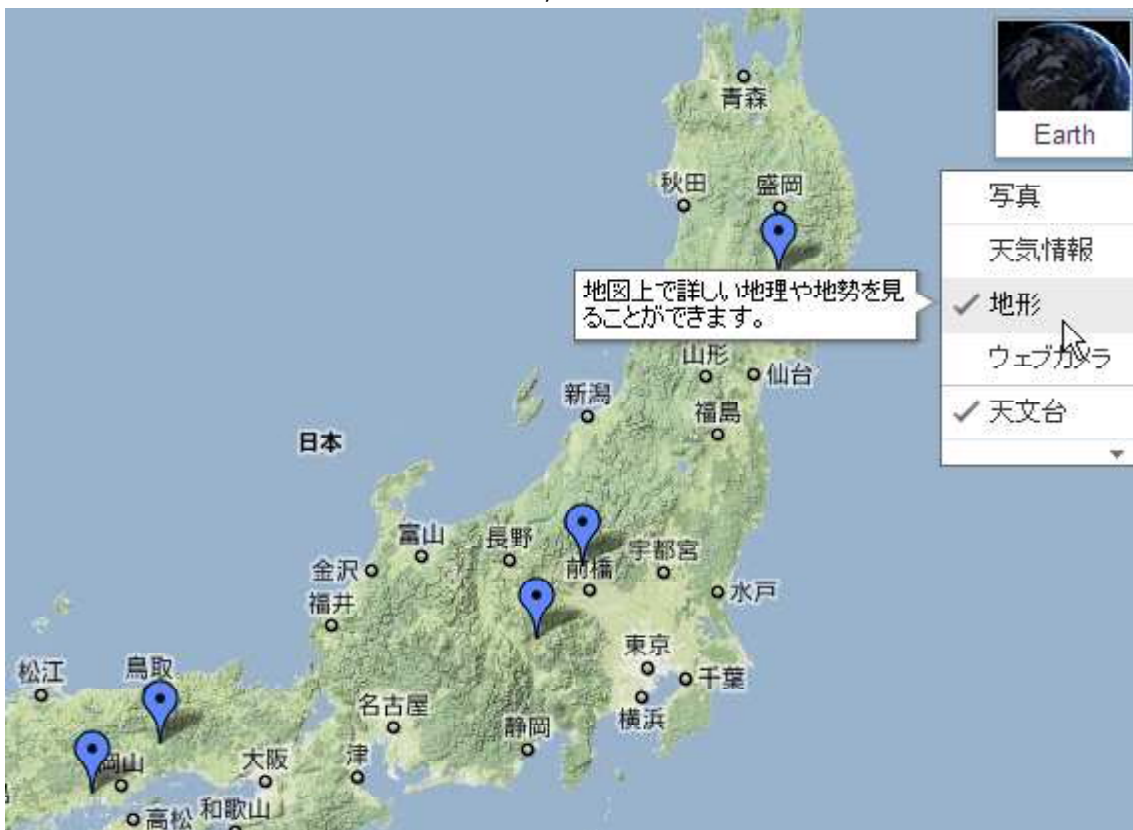 青森
Earth
秋田
盛岡
写真
天気情報
地図上で詳しい地理や地勢を見
ることができます。
地形
ウェブカメラ
山形
仙台
新潟
福島
天文台
日本
富山
長野
宇都宮
金沢
前橋
水戸
福井
東京
千葉
松江
鳥取
名古屋
静岡
横浜
岡山
大阪
津
高松
和歌山